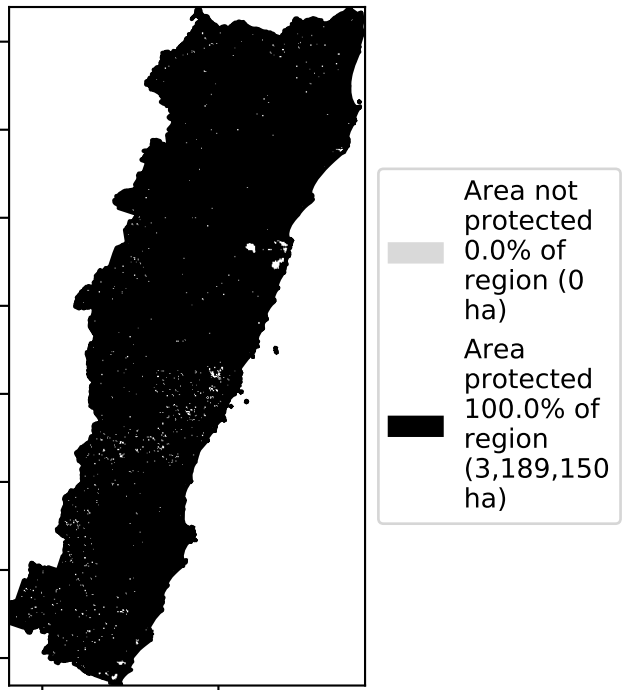 Area not
protected
0.0% of
region (0
ha)
Area
protected
100.0% of
region
(3,189,150
ha)